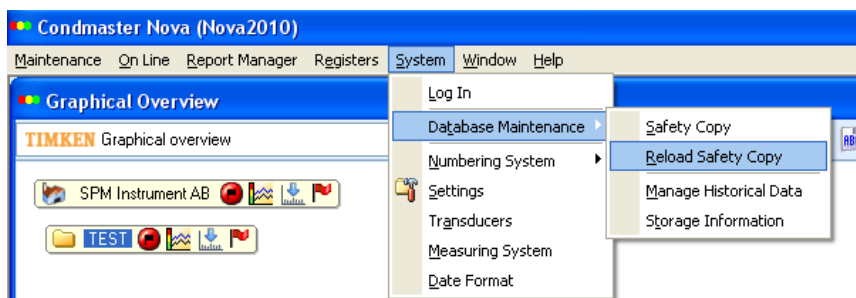 Condmaster Nova (Nova2010)
Maintenance On Line Report Manager Registers System Window Help
Graphical Overview
TIMKEN Graphical overview
SPM Instrument AB
TEST
Log In
Database Maintenance
Numbering System
Settings
Transducers
Measuring System
Date Format
Safety Copy
Reload Safety Copy
Manage Historical Data
Storage Information